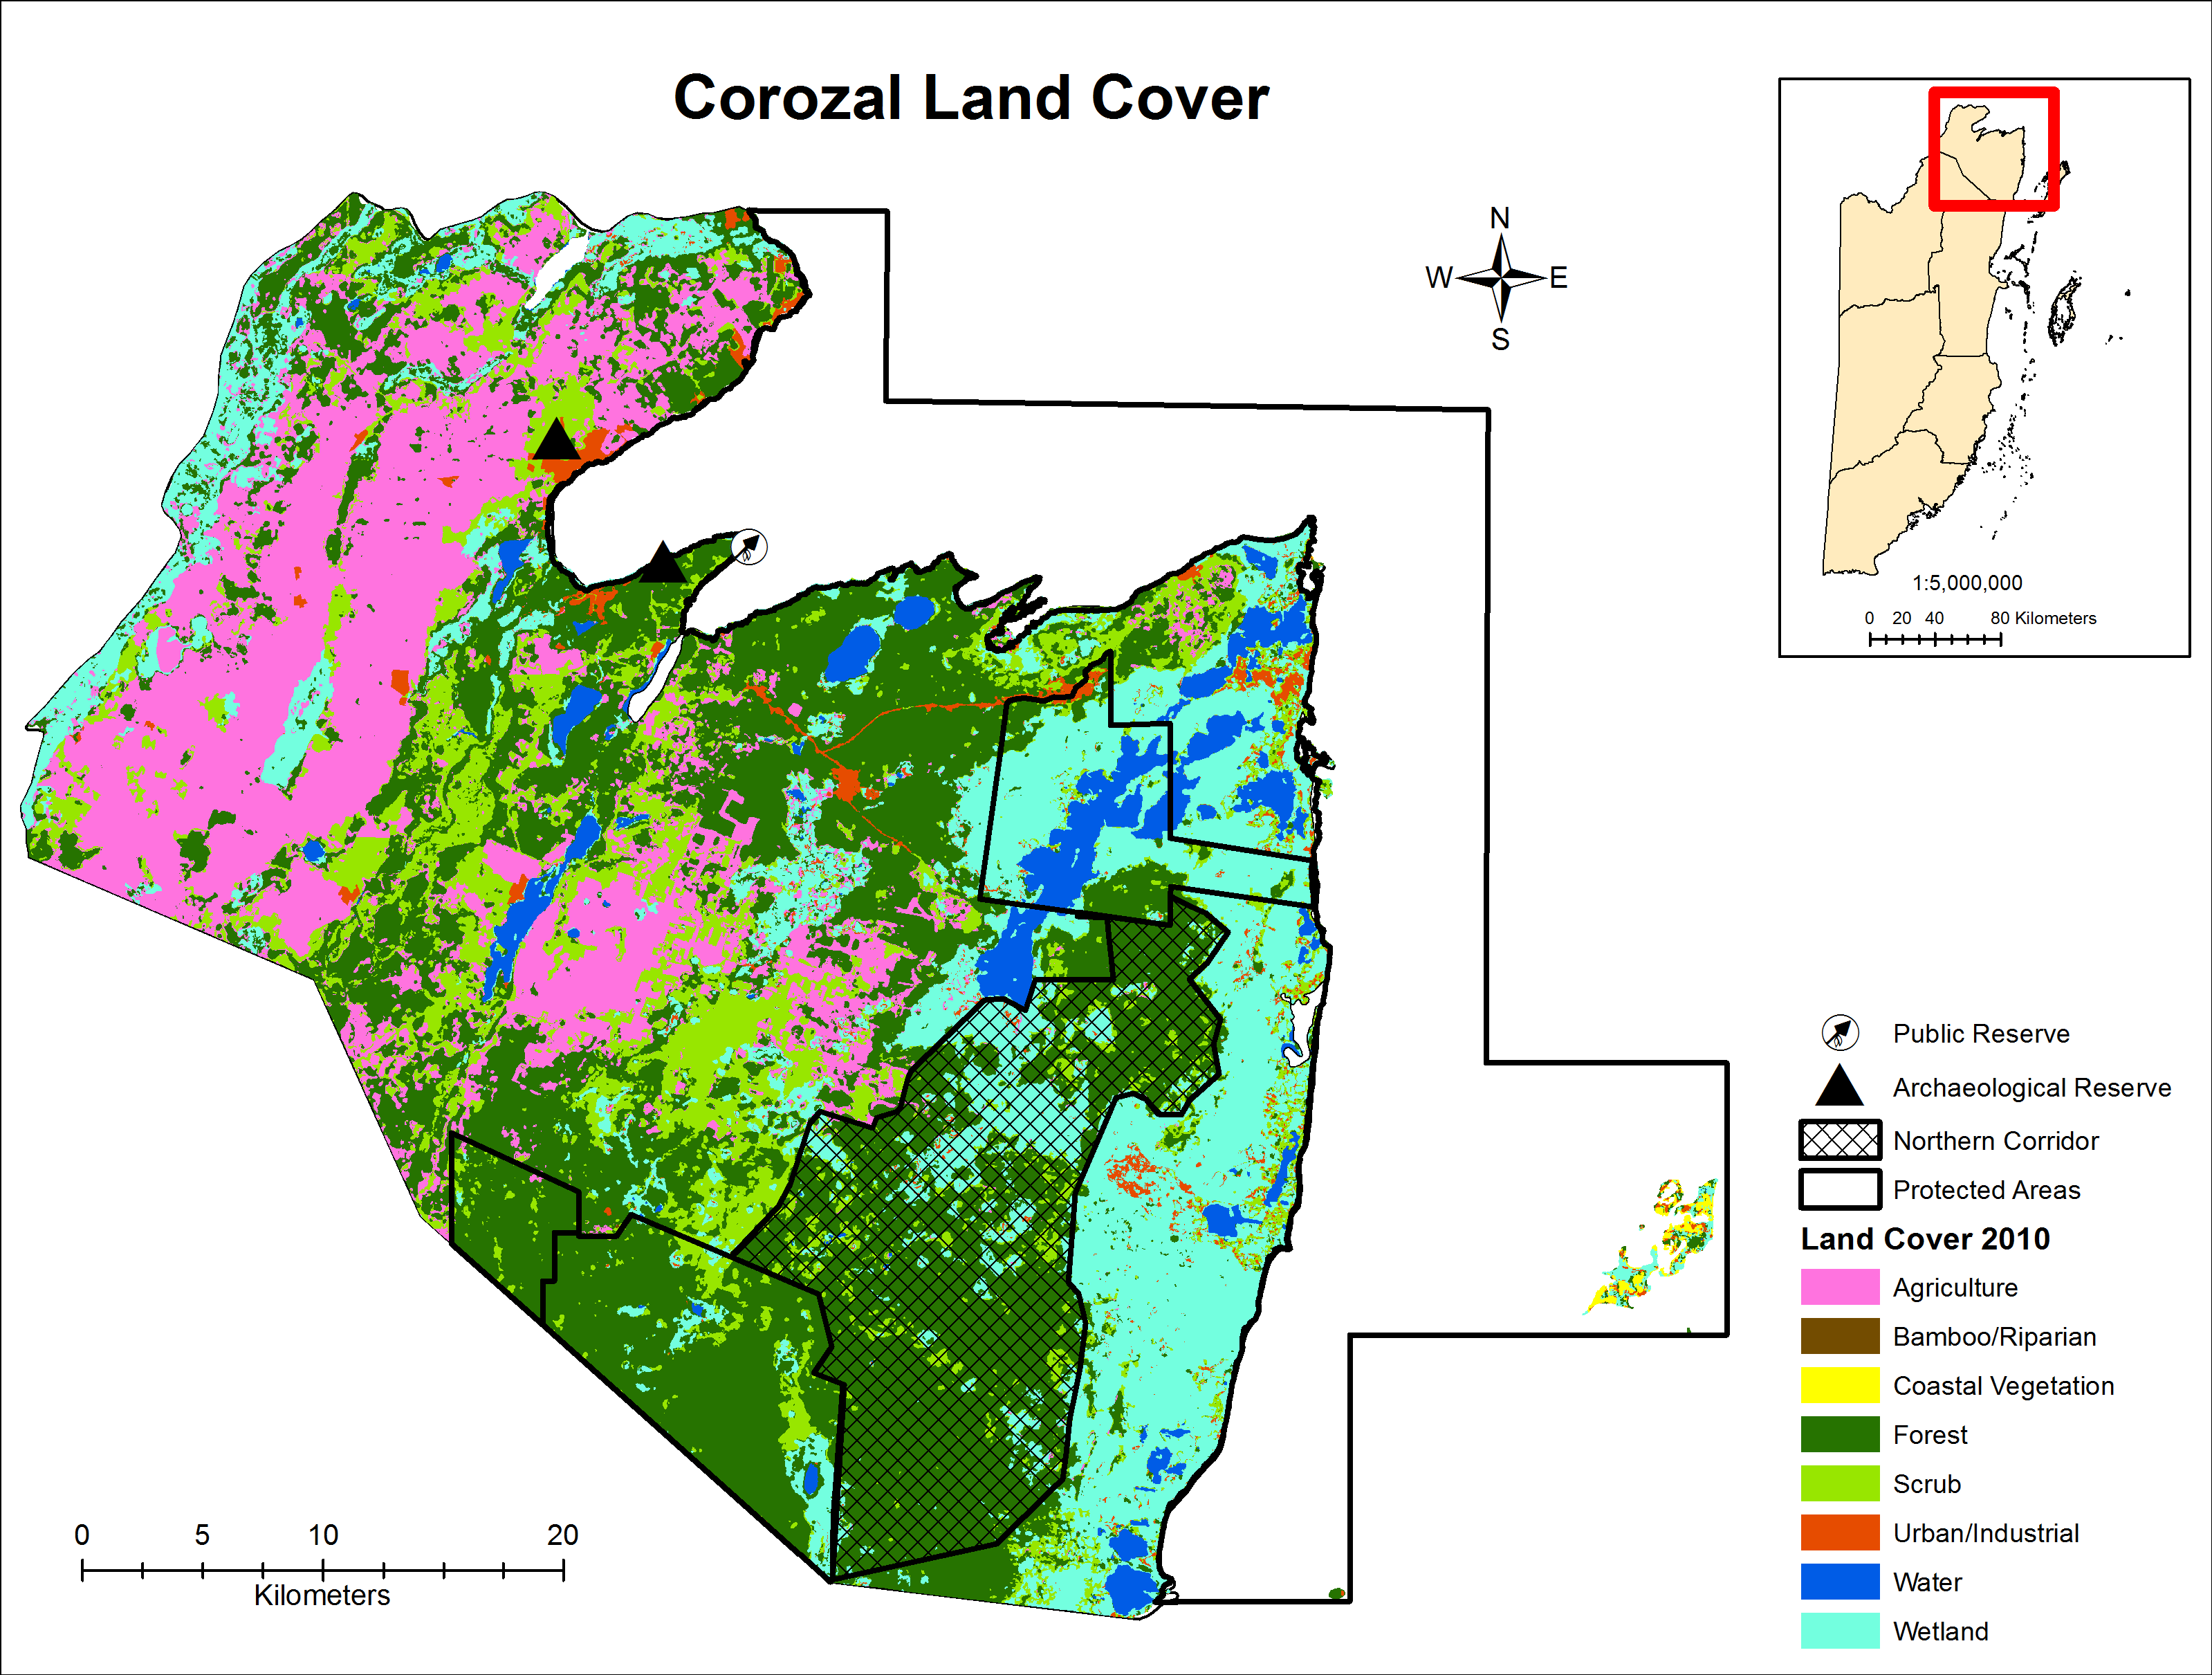 Corozal Land Cover
N
W E
S
1:5,000,000
0 20 40 80 Kilometers
Public Reserve
Archaeological Reserve
Northern Corridor
Protected Areas
Land Cover 2010
Agriculture
Bamboo/Riparian
Coastal Vegetation
Forest
Scrub
Urban/Industrial
Water
Wetland
0 5 10 20
Kilometers